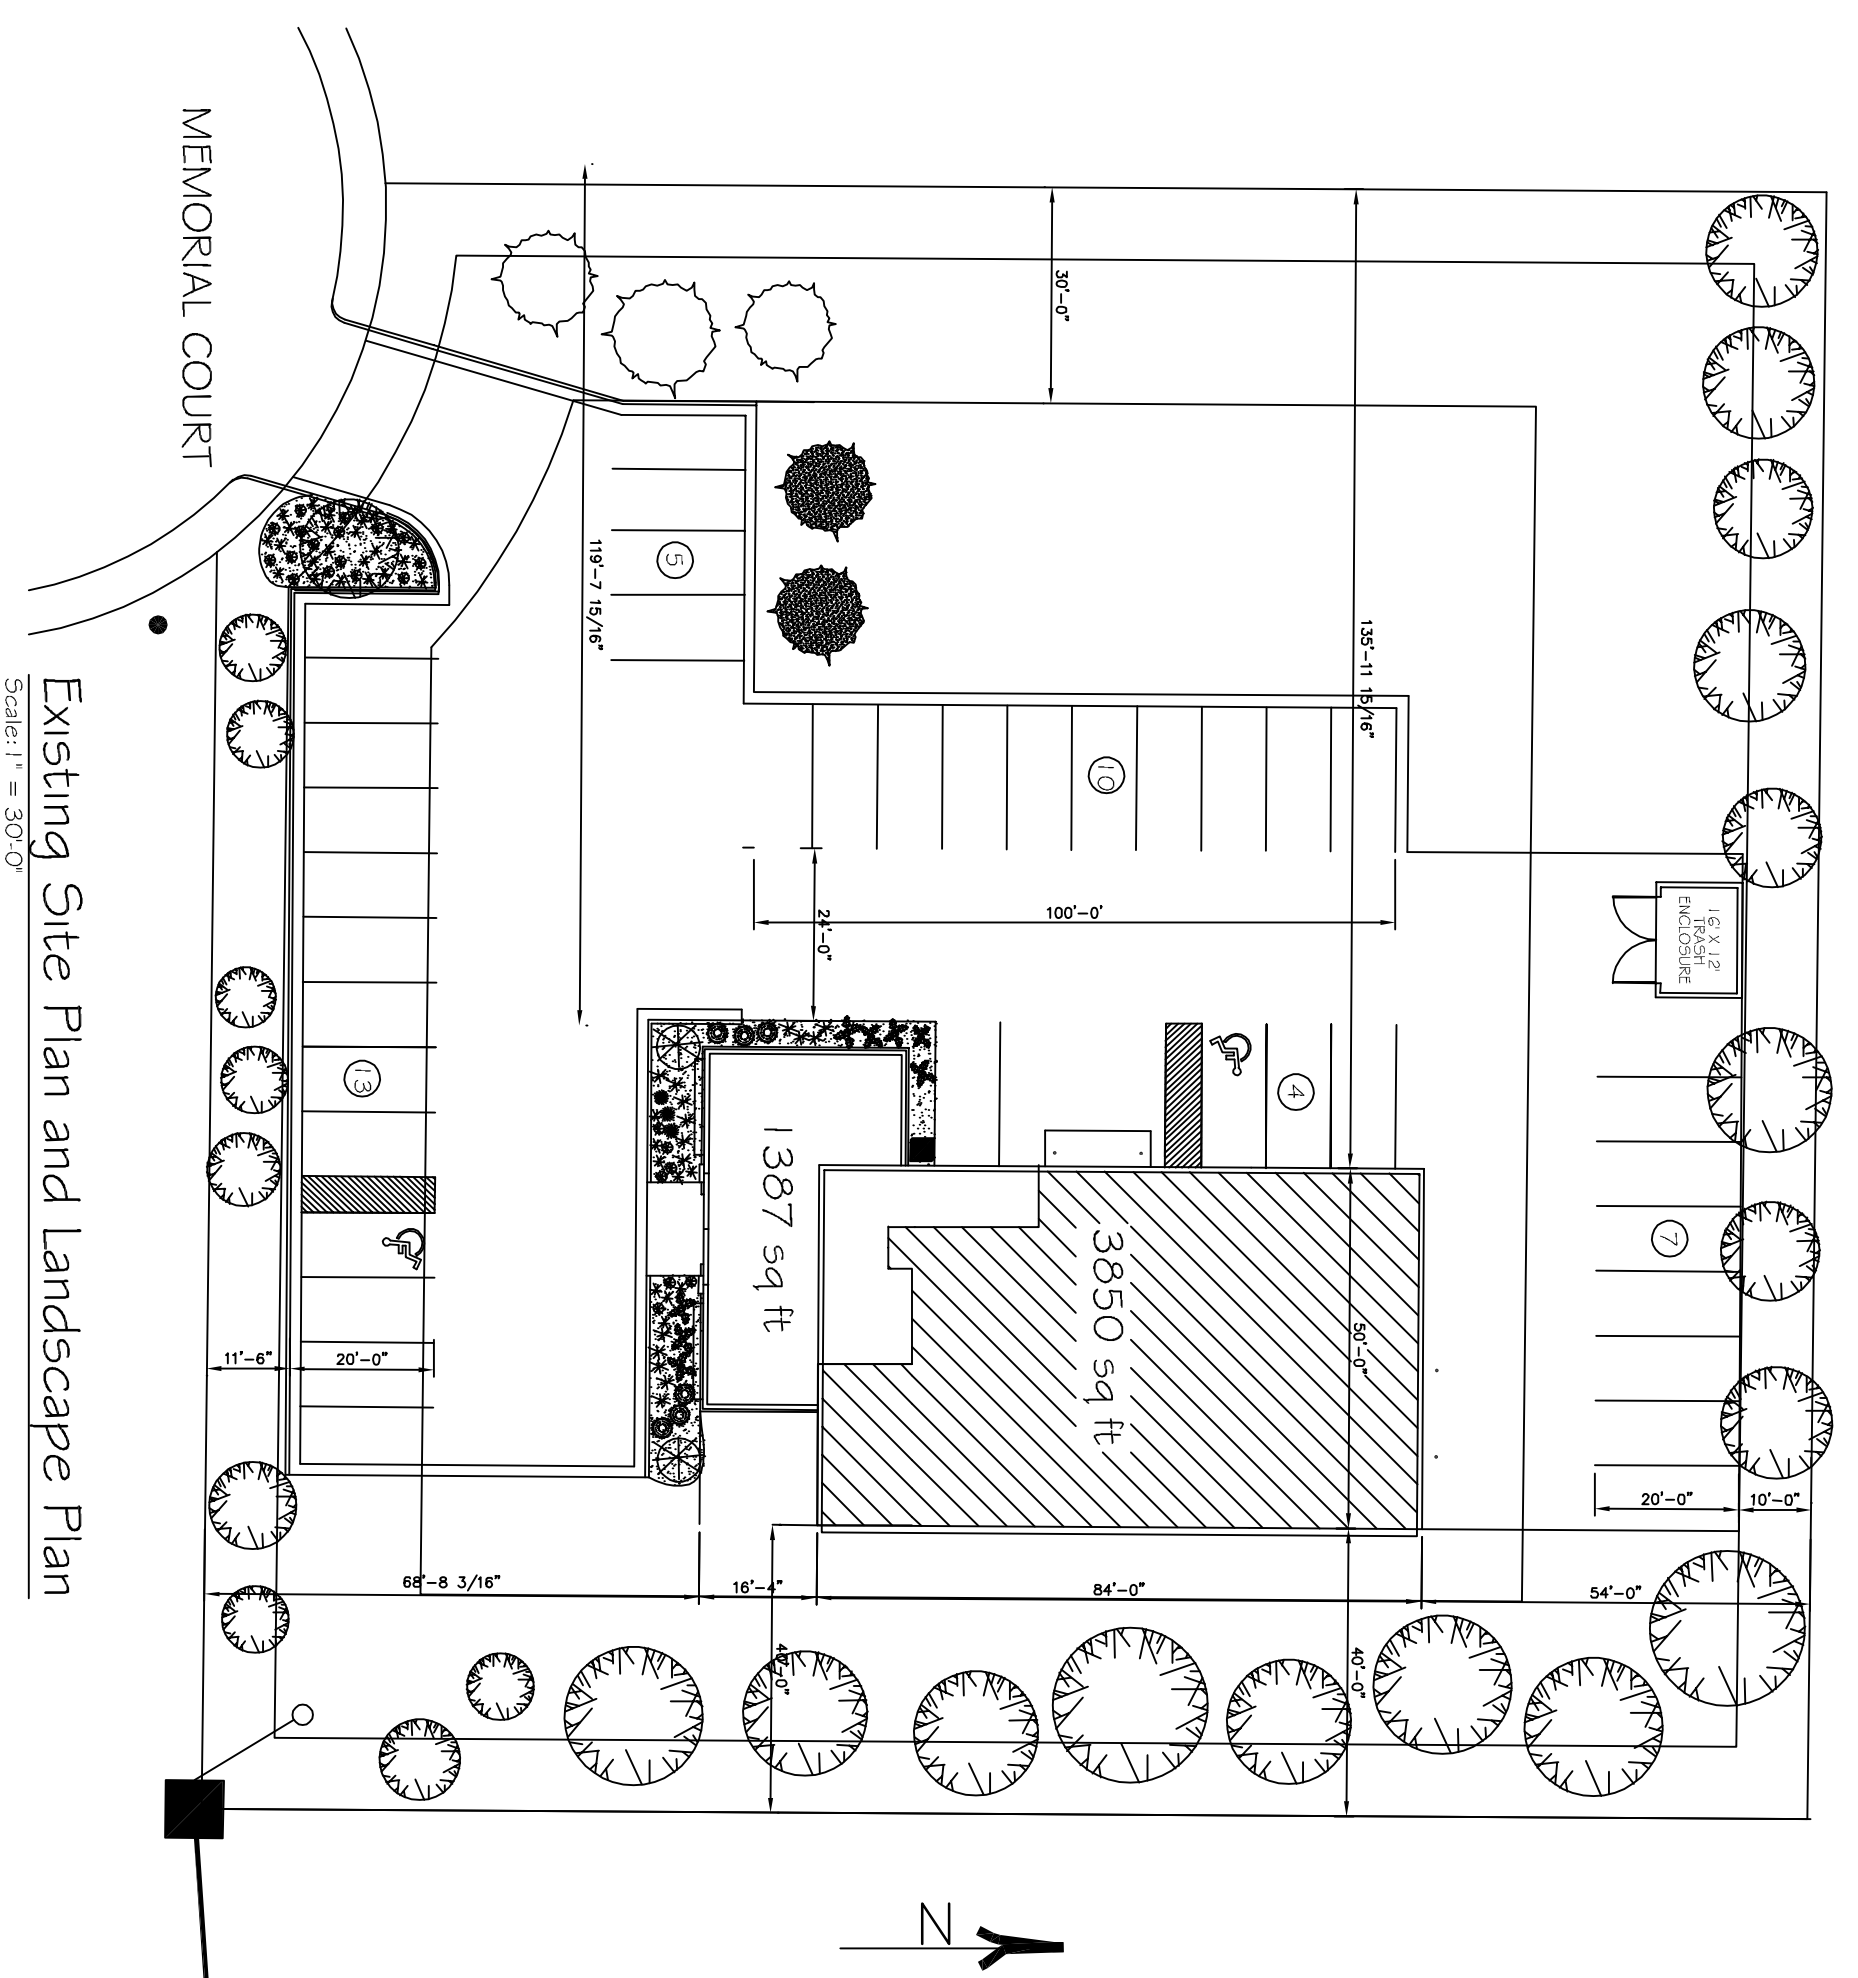 MEMORIAL COURT
30'-0"
119'-7 15/16"
135'-11 15/16"
5
10
24'-0"
100'-0'
16' X 12'
TRASH
ENCLOSURE
13
4
7
1387 sq ft
3850 sq ft
50'-0"
11'-6"
20'-0"
20'-0"
10'-0"
68'-8 3/16"
16'-4"
84'-0"
54'-0"
40'-0"
40'-0"
N
Existing Site Plan and Landscape Plan
Scale: 1" = 30'-0"